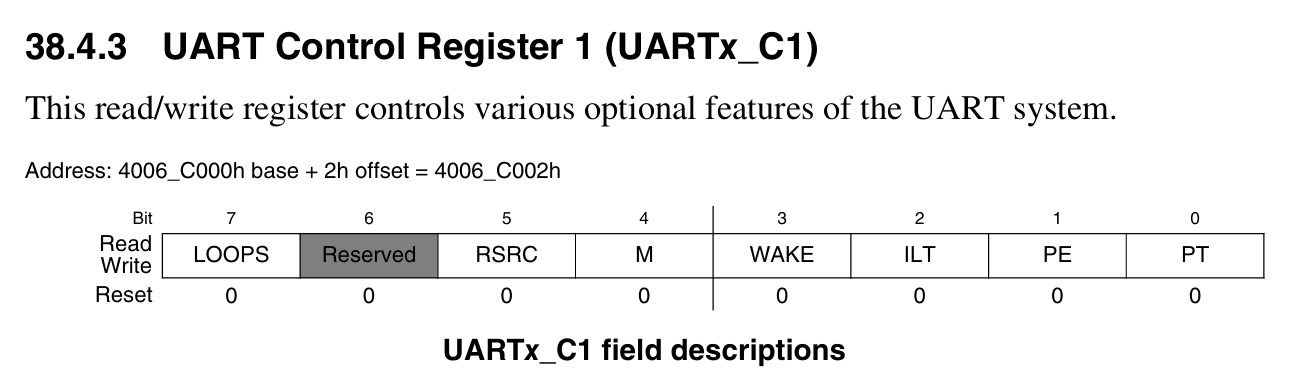 38.4.3 UART Control Register 1 (UARTx_C1)
This read/write register controls various optional features of the UART system.
Address: 4006_C000h base + 2h offset = 4006_C002h
Bit 7 6 5 4 3 2 1 0
Read
Write
LOOPS Reserved RSRC M WAKE ILT PE PT
Reset 0 0 0 0 0 0 0 0
UARTx_C1 field descriptions